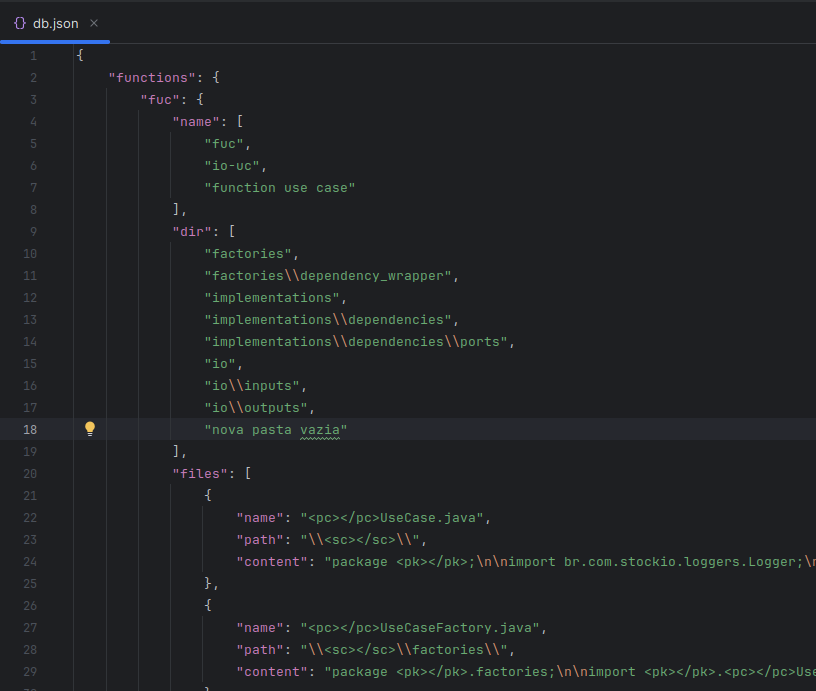 {} db.json ×
1 {
2 "functions": {
3 "fuc": {
4 "name": [
5 "fuc",
6 "io-uc",
7 "function use case"
8 ],
9 "dir": [
10 "factories",
11 "factories\\dependency_wrapper",
12 "implementations",
13 "implementations\\dependencies",
14 "implementations\\dependencies\\ports",
15 "io",
16 "io\\inputs",
17 "io\\outputs",
18 "nova pasta vazia"
19 ],
20 "files": [
21 {
22 "name": "<pc></pc>UseCase.java",
23 "path": "\\<sc></sc>\\",
24 "content": "package <pk></pk>;\n\nimport br.com.stockio.loggers.Logger;\n
25 },
26 {
27 "name": "<pc></pc>UseCaseFactory.java",
28 "path": "\\<sc></sc>\\factories\\",
29 "content": "package <pk></pk>.factories;\n\nimport <pk></pk>.<pc></pc>Use